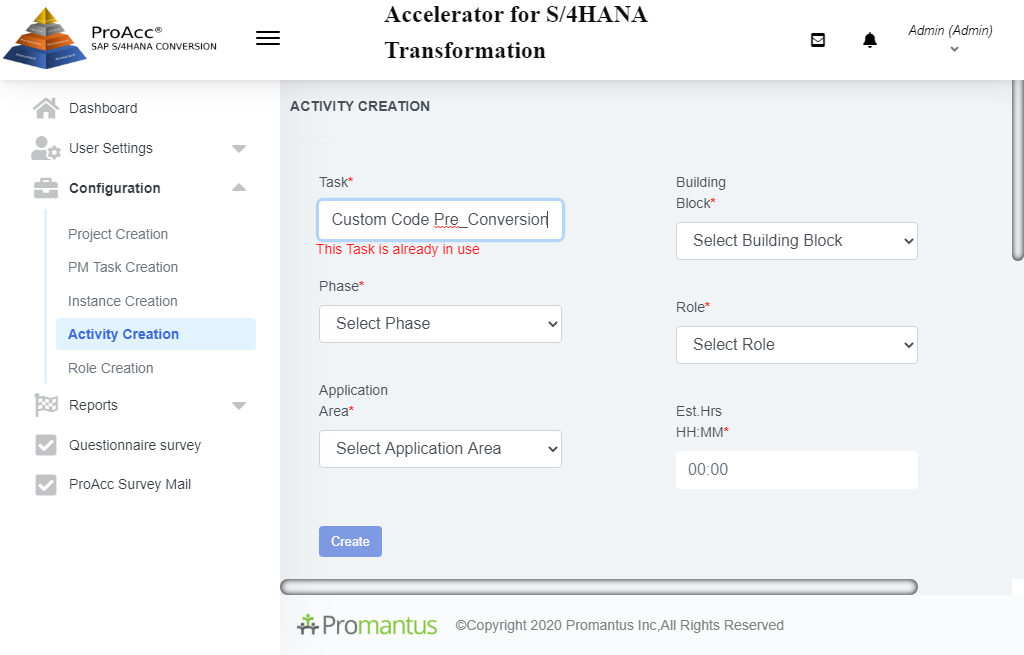 ProAcc®
SAP S/4HANA CONVERSION
Accelerator for S/4HANA
Transformation
Admin (Admin)
Dashboard
User Settings
Configuration
Project Creation
PM Task Creation
Instance Creation
Activity Creation
Role Creation
Reports
Questionnaire survey
ProAcc Survey Mail
ACTIVITY CREATION
Task*
Custom Code Pre_Conversion
This Task is already in use
Building
Block*
Select Building Block
Phase*
Select Phase
Role*
Select Role
Application
Area*
Select Application Area
Est.Hrs
HH:MM*
00:00
Create
Promantus
©Copyright 2020 Promantus Inc,All Rights Reserved